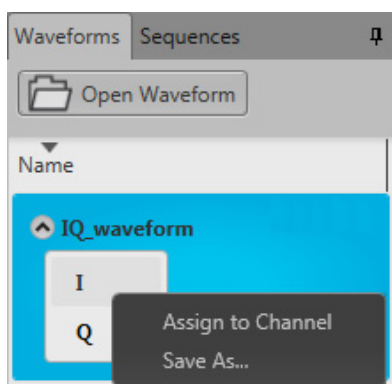 Waveforms Sequences
Open Waveform
Name
IQ_waveform
I
Q
Assign to Channel
Save As...